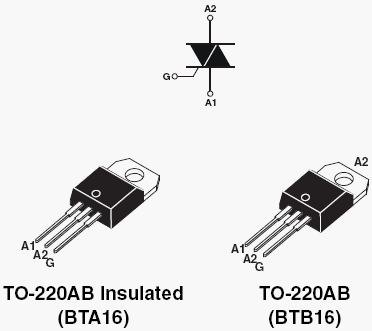 A2
G
A1
A2
A1
A2
G
A1
A2
G
TO-220AB Insulated
(BTA16)
TO-220AB
(BTB16)